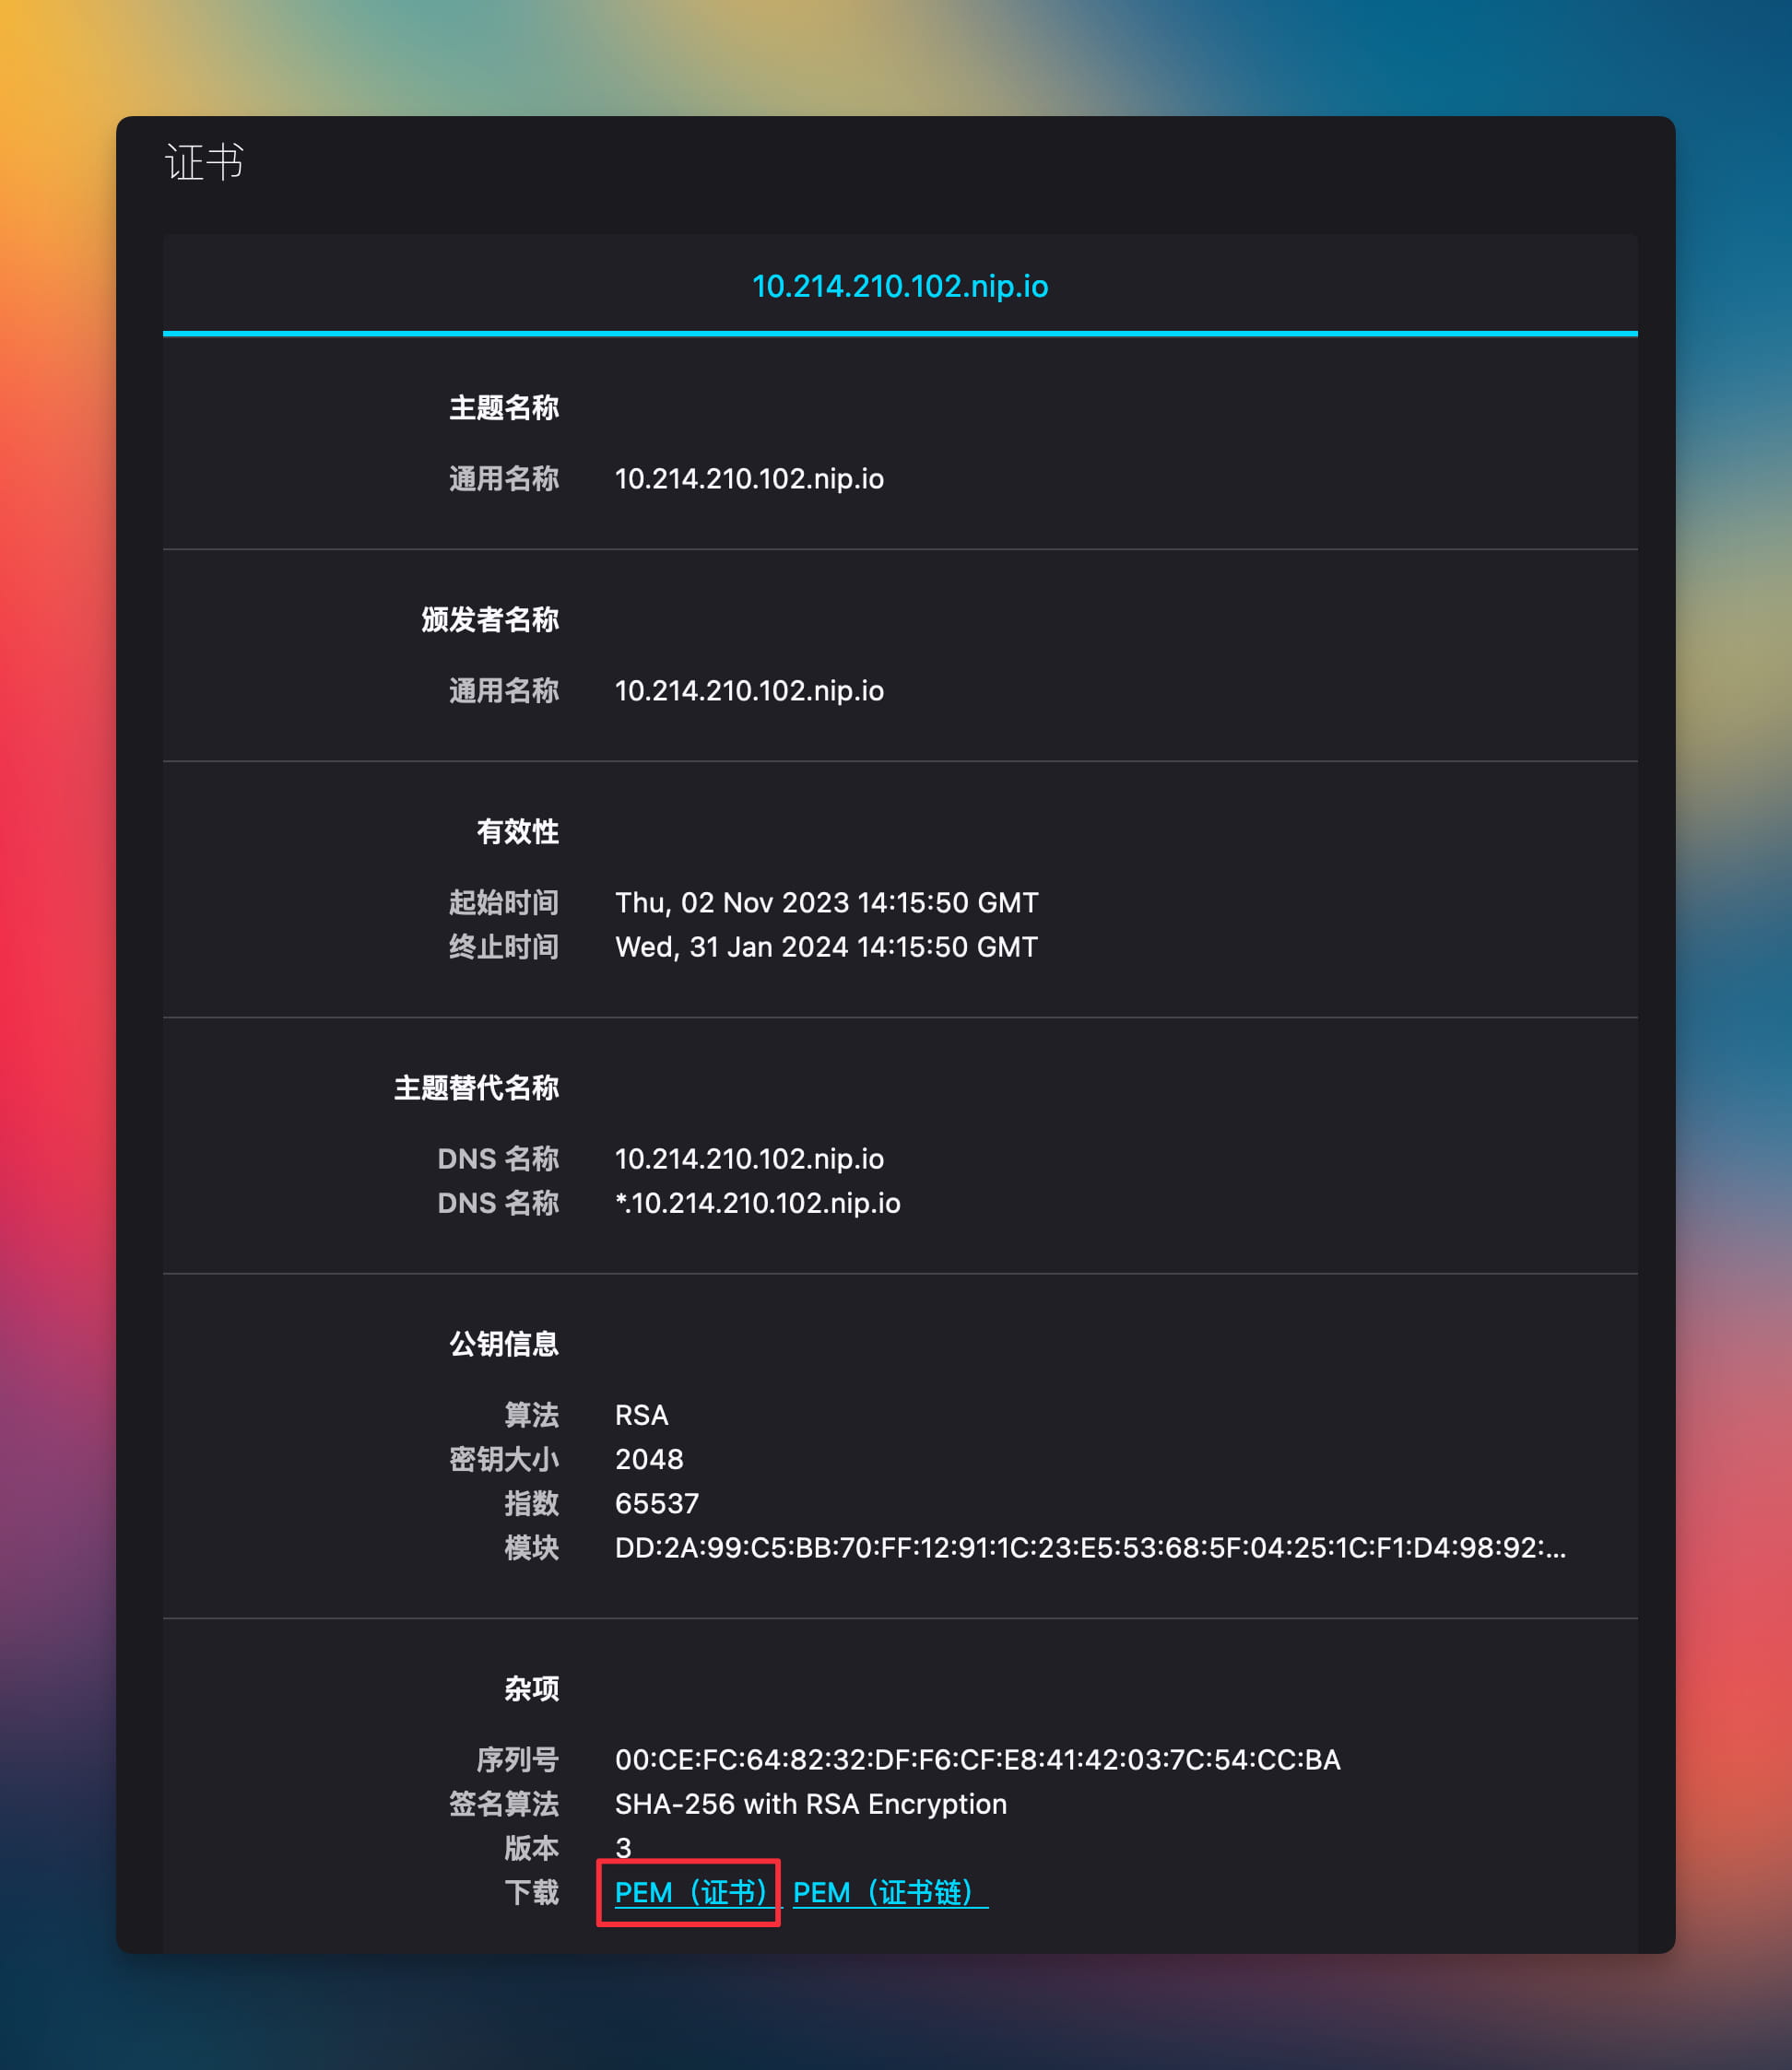 证书
10.214.210.102.nip.io
主题名称
通用名称 10.214.210.102.nip.io
颁发者名称
通用名称 10.214.210.102.nip.io
有效性
起始时间 Thu, 02 Nov 2023 14:15:50 GMT
终止时间 Wed, 31 Jan 2024 14:15:50 GMT
主题替代名称
DNS 名称 10.214.210.102.nip.io
DNS 名称 *.10.214.210.102.nip.io
公钥信息
算法 RSA
密钥大小 2048
指数 65537
模块 DD:2A:99:C5:BB:70:FF:12:91:1C:23:E5:53:68:5F:04:25:1C:F1:D4:98:92:...
杂项
序列号 00:CE:FC:64:82:32:DF:F6:CF:E8:41:42:03:7C:54:CC:BA
签名算法 SHA-256 with RSA Encryption
版本 3
下载 PEM（证书） PEM（证书链）